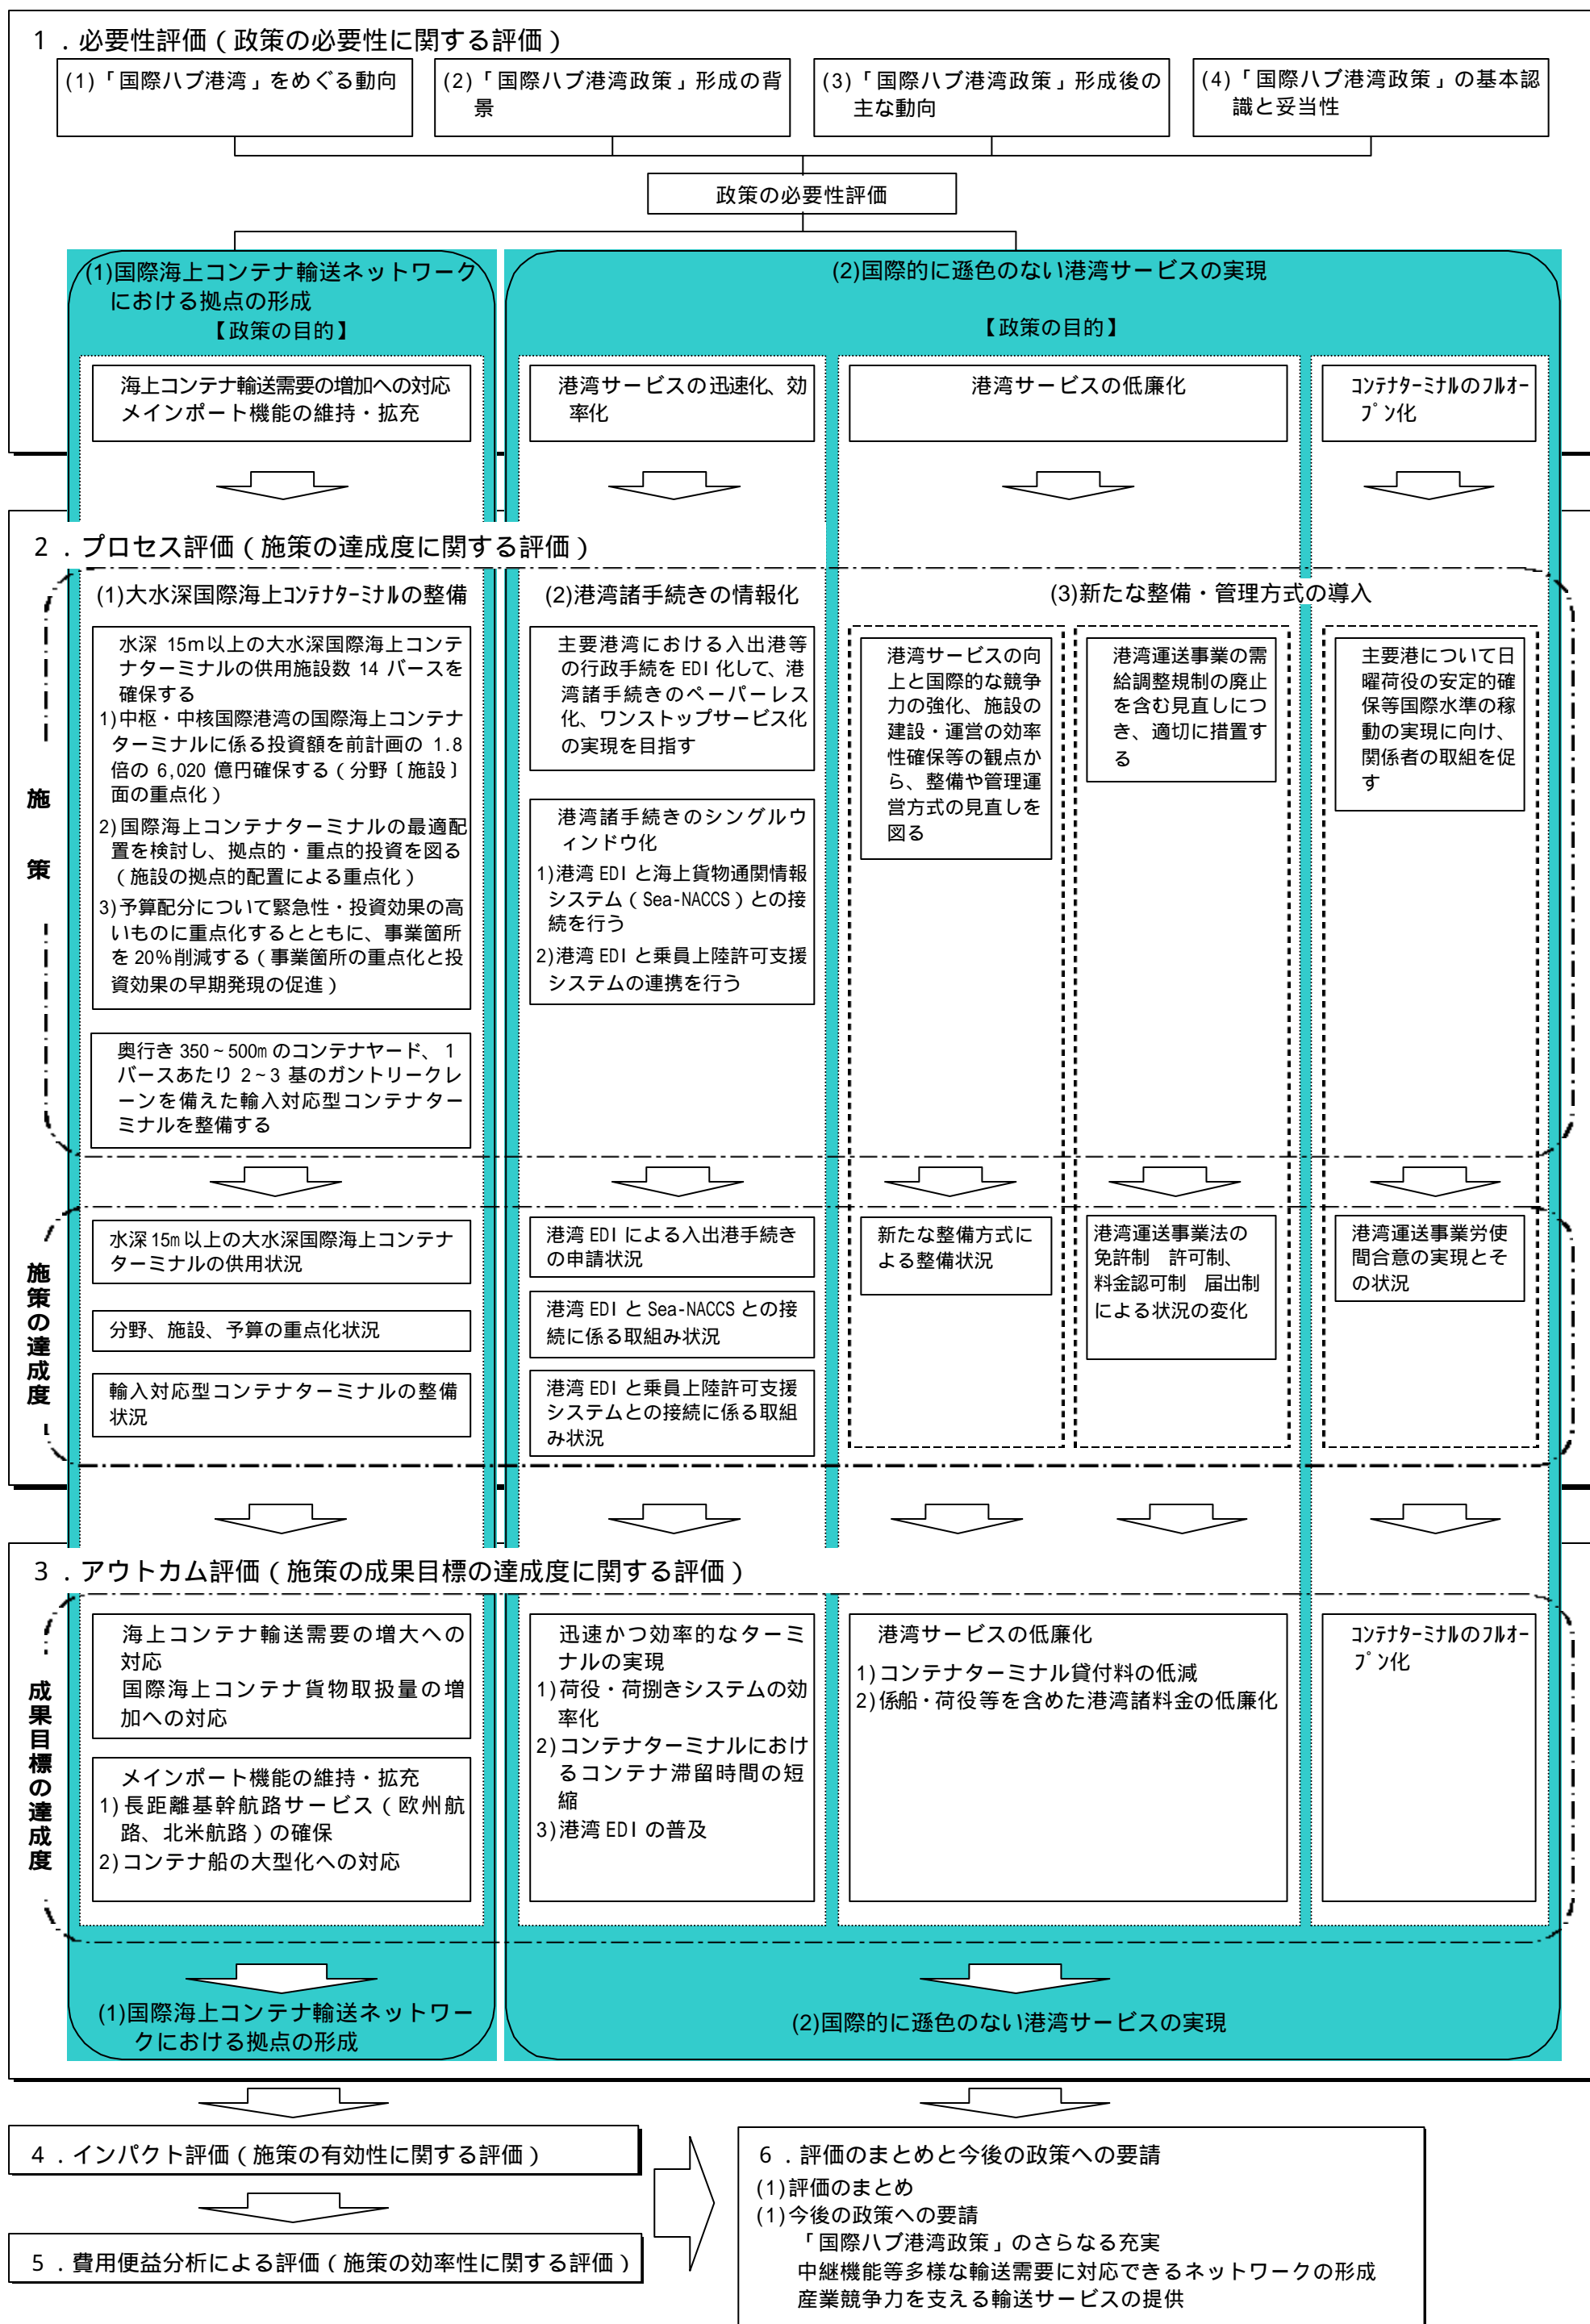 １．必要性評価（政策の必要性に関する評価）
(1)「国際ハブ港湾」をめぐる動向
(2)「国際ハブ港湾政策」形成の背
景
(3)「国際ハブ港湾政策」形成後の
主な動向
(4)「国際ハブ港湾政策」の基本認
識と妥当性
政策の必要性評価
(1)国際海上コンテナ輸送ネットワーク
における拠点の形成
【政策の目的】
(2)国際的に遜色のない港湾サービスの実現
【政策の目的】
海上コンテナ輸送需要の増加への対応
メインポート機能の維持・拡充
港湾サービスの迅速化、効
率化
港湾サービスの低廉化
ｺﾝﾃﾅﾀｰﾐﾅﾙのﾌﾙｵｰ
ﾌﾟﾝ化
２．プロセス評価（施策の達成度に関する評価）
施策
(1)大水深国際海上ｺﾝﾃﾅﾀｰﾐﾅﾙの整備
水深 15m以上の大水深国際海上コンテ
ナターミナルの供用施設数 14 バースを
確保する
1)中枢・中核国際港湾の国際海上コンテナ
ターミナルに係る投資額を前計画の 1.8
倍の 6,020 億円確保する（分野〔施設〕
面の重点化）
2)国際海上コンテナターミナルの最適配
置を検討し、拠点的・重点的投資を図る
（施設の拠点的配置による重点化）
3)予算配分について緊急性・投資効果の高
いものに重点化するとともに、事業箇所
を 20%削減する（事業箇所の重点化と投
資効果の早期発現の促進）
奥行き 350~500m のコンテナヤード、1
バースあたり 2~3 基のガントリークレ
ーンを備えた輸入対応型コンテナター
ミナルを整備する
(2)港湾諸手続きの情報化
主要港湾における入出港等
の行政手続を EDI 化して、港
湾諸手続きのペーパーレス
化、ワンストップサービス化
の実現を目指す
港湾諸手続きのシングルウ
ィンドウ化
1)港湾 EDI と海上貨物通関情報
システム（Sea-NACCS）との接
続を行う
2)港湾 EDI と乗員上陸許可支援
システムの連携を行う
(3)新たな整備・管理方式の導入
港湾サービスの向
上と国際的な競争
力の強化、施設の
建設・運営の効率
性確保等の観点か
ら、整備や管理運
営方式の見直しを
図る
港湾運送事業の需
給調整規制の廃止
を含む見直しにつ
き、適切に措置す
る
主要港について日
曜荷役の安定的確
保等国際水準の稼
動の実現に向け、
関係者の取組を促
す
施策の達成度
水深 15m 以上の大水深国際海上コンテナ
ターミナルの供用状況
分野、施設、予算の重点化状況
輸入対応型コンテナターミナルの整備
状況
港湾 EDI による入出港手続き
の申請状況
港湾 EDI と Sea-NACCS との接
続に係る取組み状況
港湾 EDI と乗員上陸許可支援
システムとの接続に係る取組
み状況
新たな整備方式に
よる整備状況
港湾運送事業法の
免許制　許可制、
料金認可制　届出制
による状況の変化
港湾運送事業労使
間合意の実現とそ
の状況
３．アウトカム評価（施策の成果目標の達成度に関する評価）
成果目標の達成度
海上コンテナ輸送需要の増大への
対応
国際海上コンテナ貨物取扱量の増
加への対応
メインポート機能の維持・拡充
1)長距離基幹航路サービス（欧州航
路、北米航路）の確保
2)コンテナ船の大型化への対応
迅速かつ効率的なターミ
ナルの実現
1)荷役・荷捌きシステムの効
率化
2)コンテナターミナルにおけ
るコンテナ滞留時間の短
縮
3)港湾 EDI の普及
港湾サービスの低廉化
1)コンテナターミナル貸付料の低減
2)係船・荷役等を含めた港湾諸料金の低廉化
ｺﾝﾃﾅﾀｰﾐﾅﾙのﾌﾙｵｰ
ﾌﾟﾝ化
(1)国際海上コンテナ輸送ネットワー
クにおける拠点の形成
(2)国際的に遜色のない港湾サービスの実現
４．インパクト評価（施策の有効性に関する評価）
５．費用便益分析による評価（施策の効率性に関する評価）
６．評価のまとめと今後の政策への要請
(1)評価のまとめ
(1)今後の政策への要請
「国際ハブ港湾政策」のさらなる充実
中継機能等多様な輸送需要に対応できるネットワークの形成
産業競争力を支える輸送サービスの提供